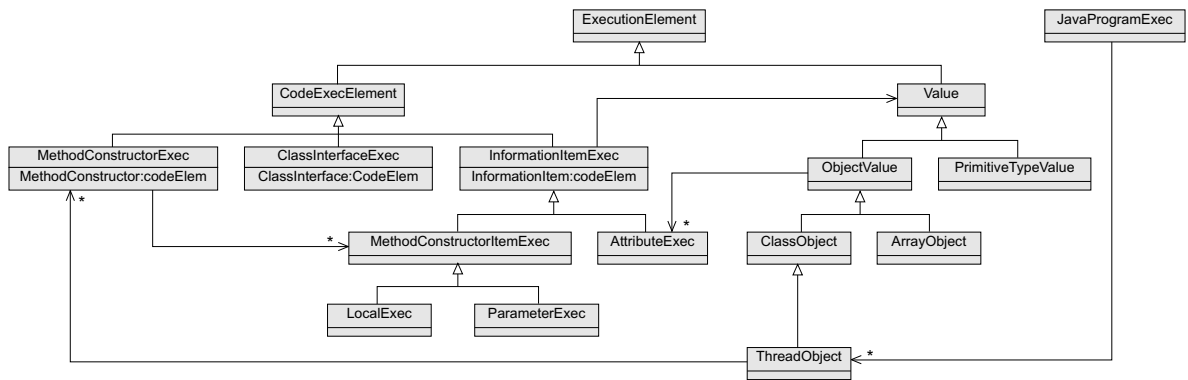 ExecutionElement
JavaProgramExec
CodeExecElement
Value
MethodConstructorExec
MethodConstructor:codeElem
ClassInterfaceExec
ClassInterface:CodeElem
InformationItemExec
InformationItem:codeElem
ObjectValue
PrimitiveTypeValue
*
*
*
MethodConstructorItemExec
AttributeExec
ClassObject
ArrayObject
LocalExec
ParameterExec
ThreadObject
*